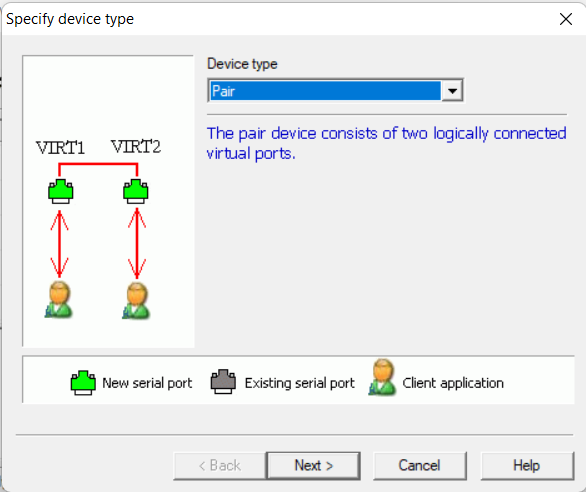 Specify device type
Device type
Pair
The pair device consists of two logically connected
virtual ports.
VIRT1 VIRT2
New serial port Existing serial port Client application
< Back Next > Cancel Help